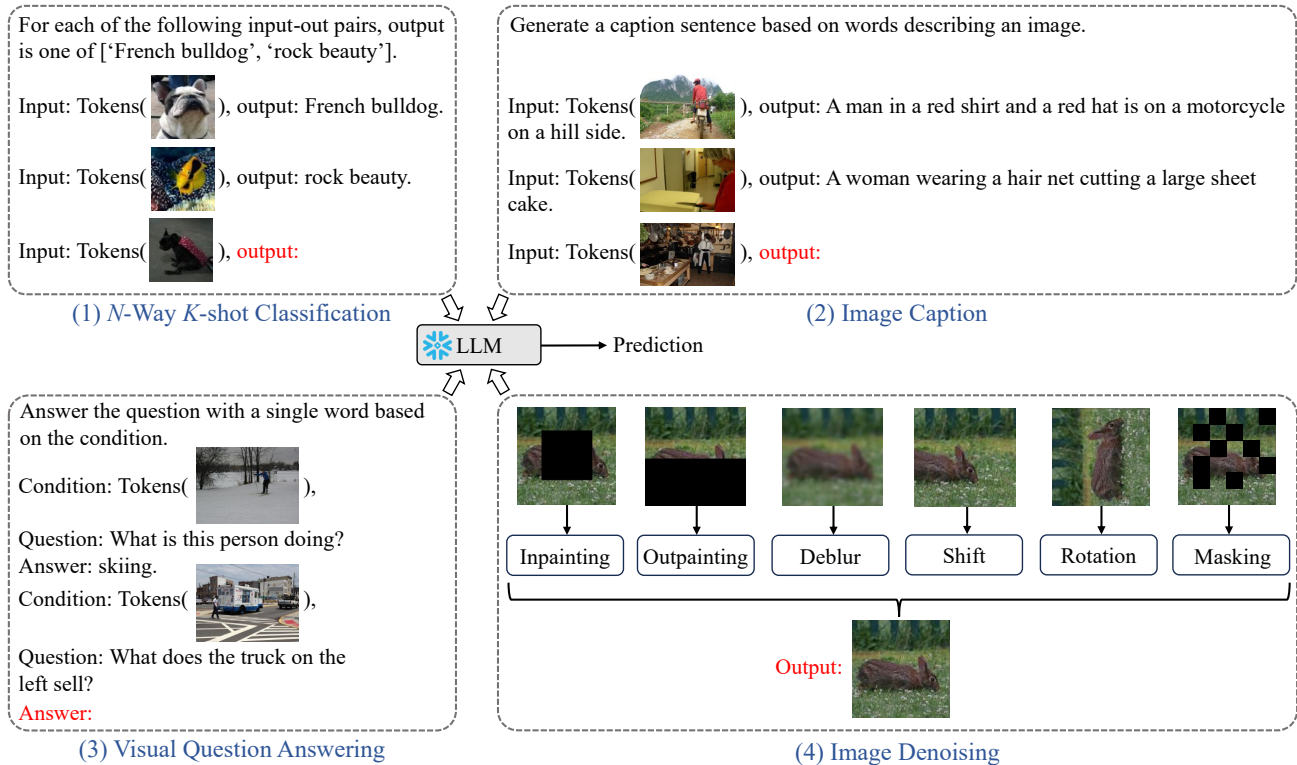 For each of the following input-out pairs, output
is one of [‘French bulldog’, ‘rock beauty’].
Input: Tokens( ), output: French bulldog.
Input: Tokens( ), output: rock beauty.
Input: Tokens( ), output:
(1) N-Way K-shot Classification
Generate a caption sentence based on words describing an image.
Input: Tokens( ), output: A man in a red shirt and a red hat is on a motorcycle
on a hill side.
Input: Tokens( ), output: A woman wearing a hair net cutting a large sheet
cake.
Input: Tokens( ), output:
(2) Image Caption
LLM
Prediction
Answer the question with a single word based
on the condition.
Condition: Tokens( ),
Question: What is this person doing?
Answer: skiing.
Condition: Tokens( ),
Question: What does the truck on the
left sell?
Answer:
(3) Visual Question Answering
Inpainting
Outpainting
Deblur
Shift
Rotation
Masking
Output:
(4) Image Denoising